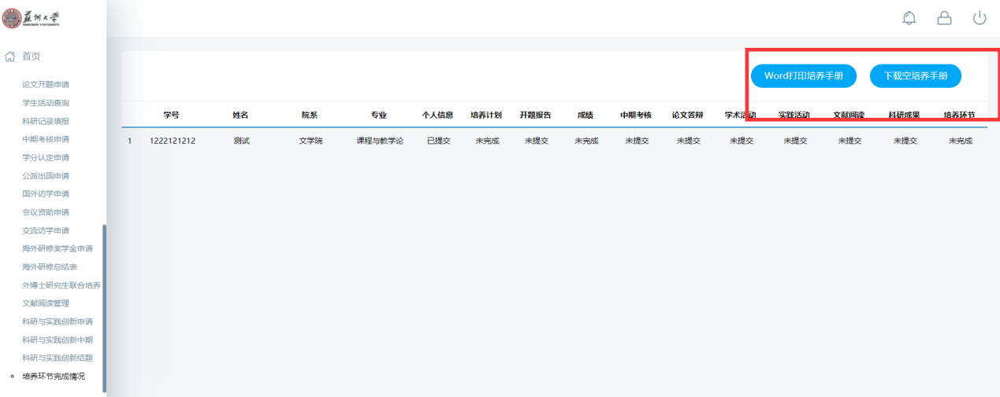 蘇州大学
SOOCHOW UNIVERSITY
首页
论文开题申请
学生活动查询
科研记录填报
中期考核申请
学分认定申请
公派出国申请
国外访学申请
会议资助申请
交流访学申请
海外研修奖学金申请
海外研修总结表
外博士研究生联合培养
文献阅读管理
科研与实践创新申请
科研与实践创新中期
科研与实践创新结题
培养环节完成情况
Word打印培养手册 下载空培养手册
学号 姓名 院系 专业 个人信息 培养计划 开题报告 成绩 中期考核 论文答辩 学术活动 实践活动 文献阅读 科研成果 培养环节
1 1222121212 测试 文学院 课程与教学论 已提交 未完成 未提交 未完成 未提交 未提交 未提交 未提交 未提交 未提交 未完成